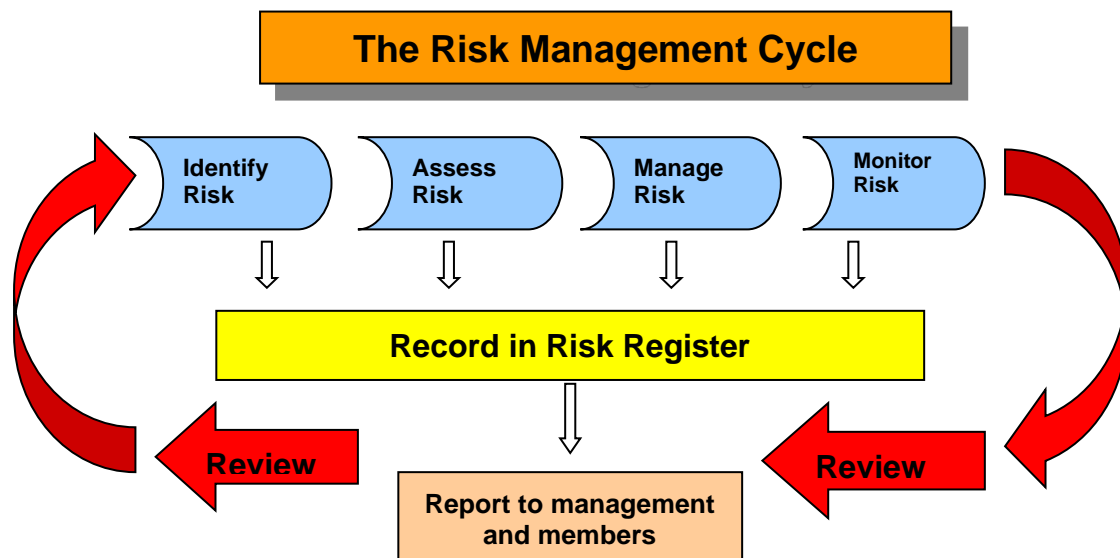 The Risk Management Cycle
Identify
Risk
Assess
Risk
Manage
Risk
Monitor
Risk
Record in Risk Register
Review
Review
Report to management
and members